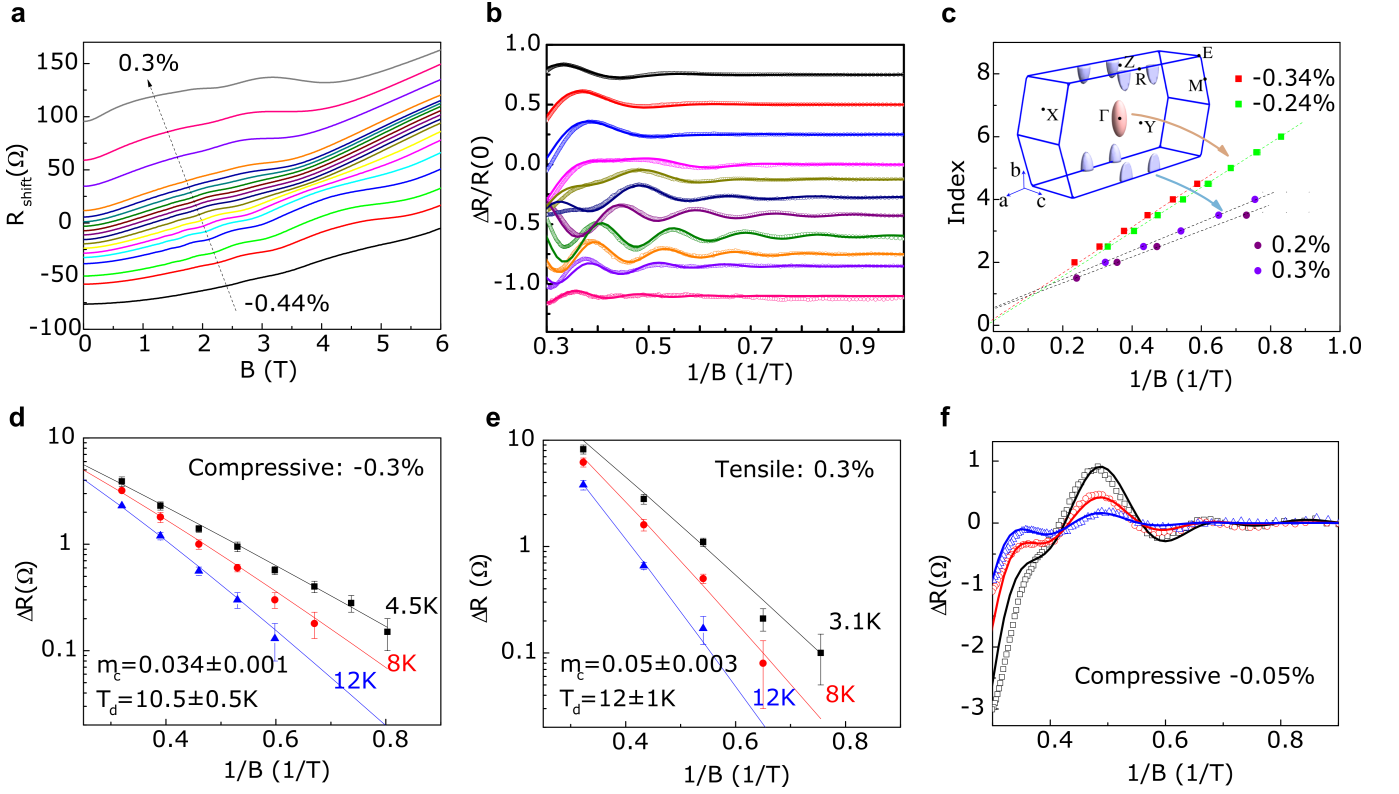 a
R_shift(Ω)
150
100
50
0
-50
-100
0.3%
-0.44%
0 1 2 3 4 5 6
B (T)
b
ΔR/R(0)
1.0
0.5
0.0
-0.5
-1.0
0.3 0.5 0.7 0.9
1/B (1/T)
c
Index
8
6
4
2
0
E
Z
R
M
X
Γ
Y
b
a c
-0.34%
-0.24%
0.2%
0.3%
0.0 0.2 0.4 0.6 0.8 1.0
1/B (1/T)
d
ΔR(Ω)
10
1
0.1
Compressive: -0.3%
4.5K
8K
12K
m_c=0.034±0.001
T_d=10.5±0.5K
0.4 0.6 0.8
1/B (1/T)
e
ΔR (Ω)
10
1
0.1
Tensile: 0.3%
3.1K
8K
12K
m_c=0.05±0.003
T_d=12±1K
0.4 0.6 0.8
1/B (1/T)
f
ΔR(Ω)
1
0
-1
-2
-3
Compressive -0.05%
0.4 0.6 0.8
1/B (1/T)